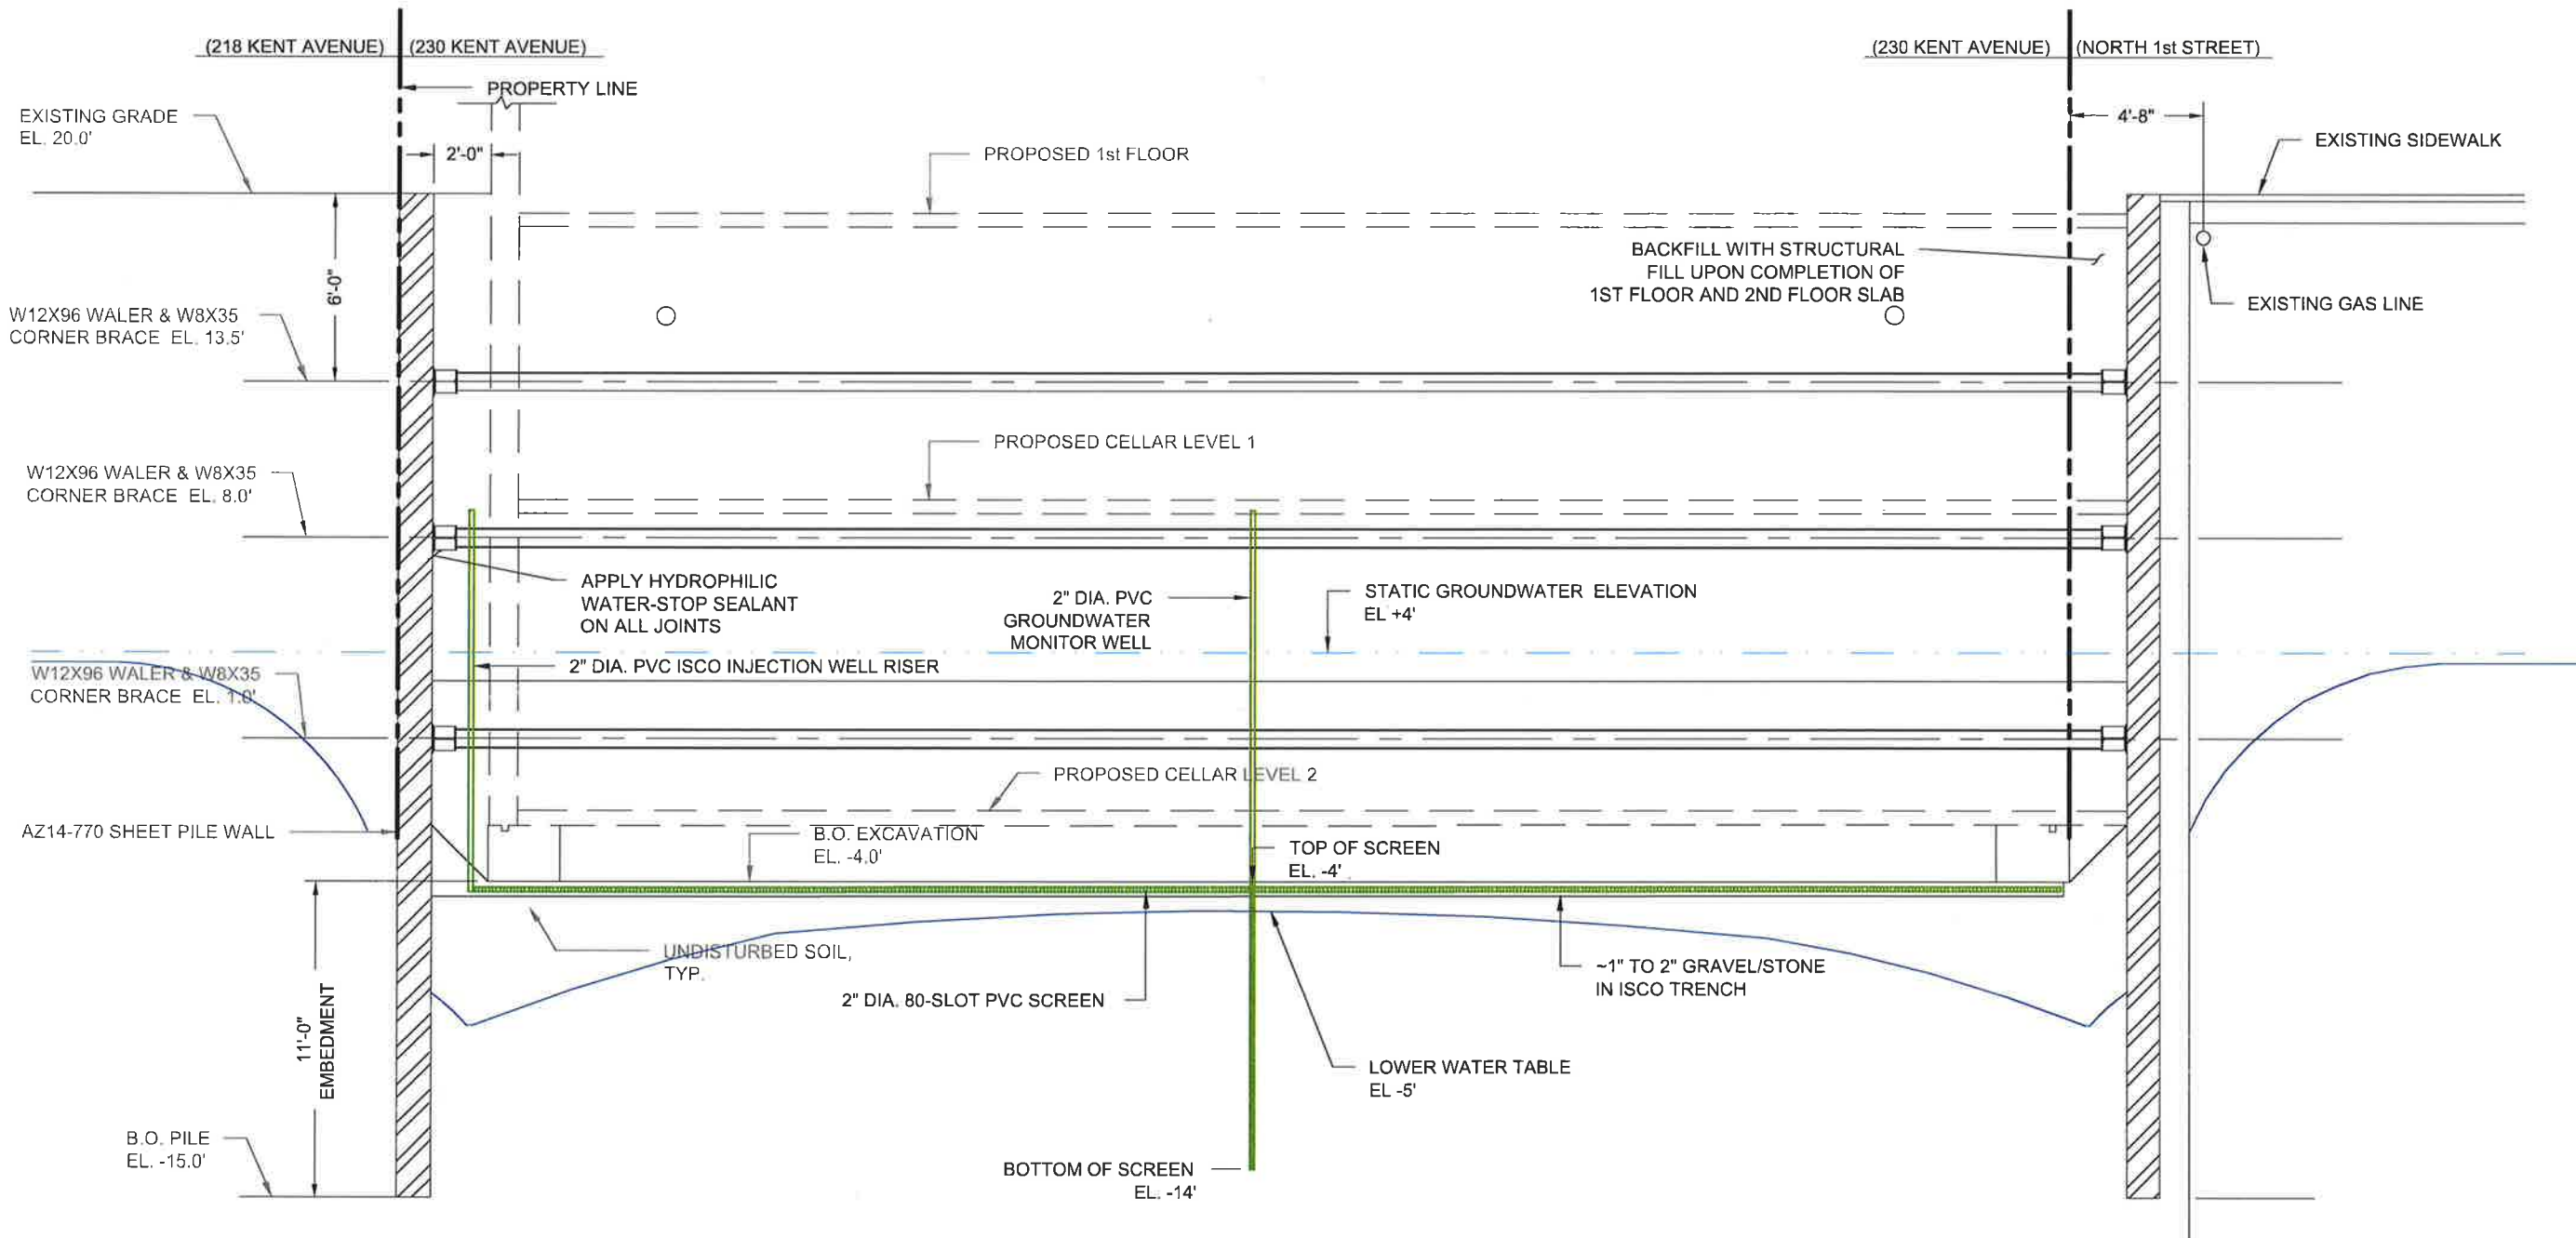 (218 KENT AVENUE)
(230 KENT AVENUE)
(230 KENT AVENUE)
(NORTH 1st STREET)
PROPERTY LINE
EXISTING GRADE
EL. 20.0'
4'-8"
EXISTING SIDEWALK
2'-0"
PROPOSED 1st FLOOR
BACKFILL WITH STRUCTURAL
FILL UPON COMPLETION OF
1ST FLOOR AND 2ND FLOOR SLAB
6'-0"
EXISTING GAS LINE
W12X96 WALER & W8X35
CORNER BRACE EL. 13.5'
PROPOSED CELLAR LEVEL 1
W12X96 WALER & W8X35
CORNER BRACE EL. 8.0'
APPLY HYDROPHILIC
WATER-STOP SEALANT
ON ALL JOINTS
2" DIA. PVC
GROUNDWATER
MONITOR WELL
STATIC GROUNDWATER ELEVATION
EL +4'
2" DIA. PVC ISCO INJECTION WELL RISER
W12X96 WALER & W8X35
CORNER BRACE EL. 1.0'
PROPOSED CELLAR LEVEL 2
AZ14-770 SHEET PILE WALL
B.O. EXCAVATION
EL. -4.0'
TOP OF SCREEN
EL. -4'
UNDISTURBED SOIL,
TYP.
2" DIA. 80-SLOT PVC SCREEN
~1" TO 2" GRAVEL/STONE
IN ISCO TRENCH
11'-0"
EMBEDMENT
LOWER WATER TABLE
EL -5'
B.O. PILE
EL. -15.0'
BOTTOM OF SCREEN
EL. -14'